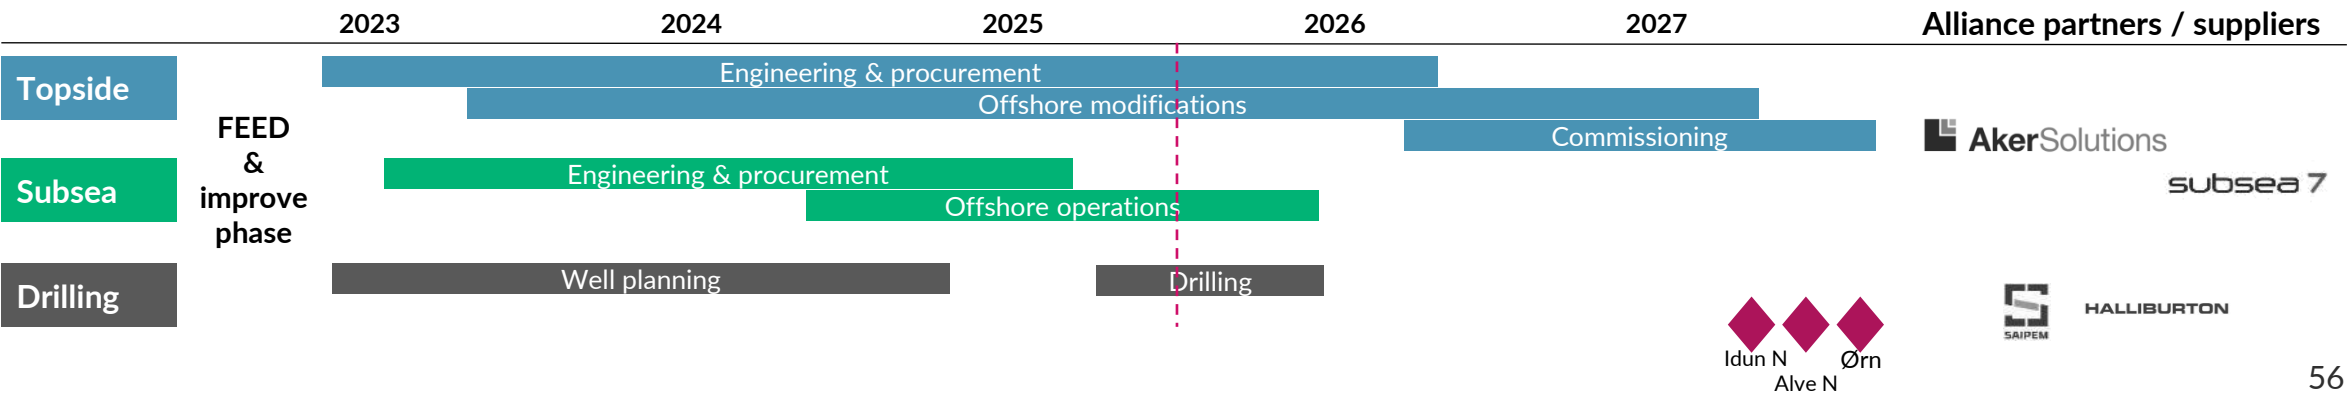 2023 2024 2025 2026 2027 Alliance partners / suppliers
Topside
Engineering & procurement
Offshore modifications
Commissioning
FEED
&
improve
phase
AkerSolutions
subsea 7
Subsea
Engineering & procurement
Offshore operations
Drilling
Well planning
Drilling
SAIPEM
HALLIBURTON
Idun N
Alve N
Ørn
56